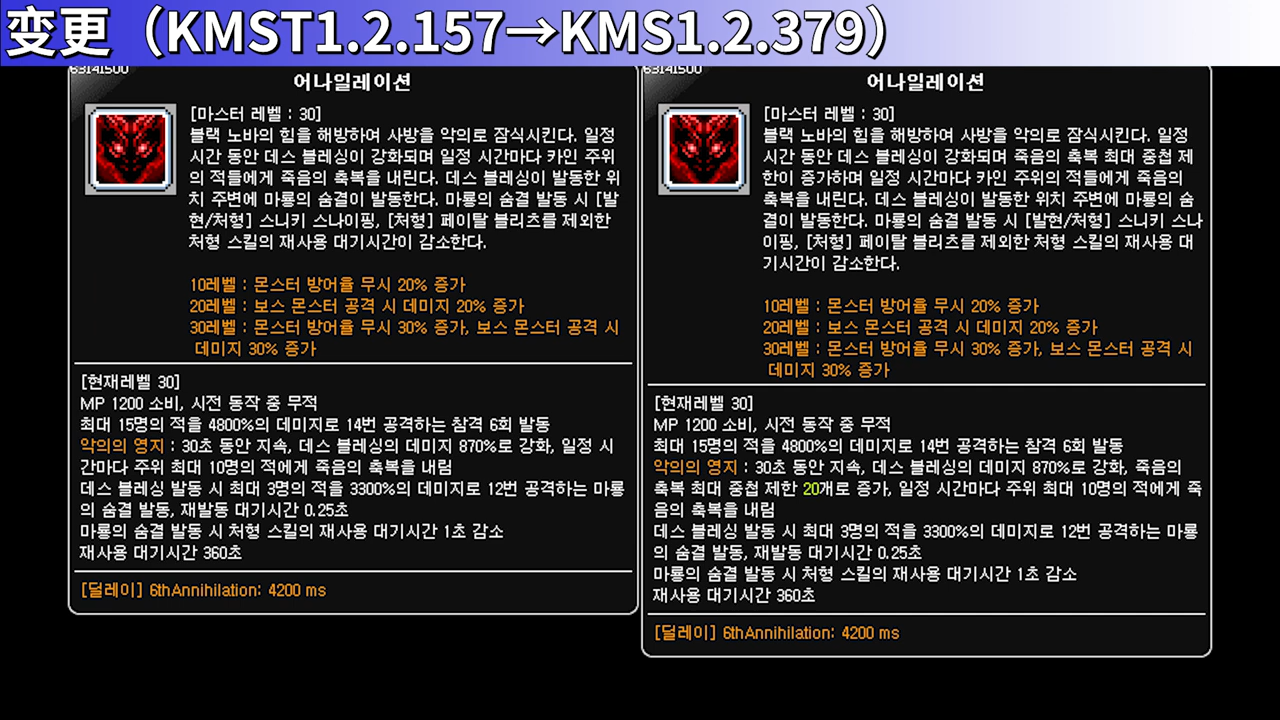 变更（KMST1.2.157→KMS1.2.379）
63141500
어나일레이션
[마스터 레벨 : 30]
블랙 노바의 힘을 해방하여 사방을 악의로 잠식시킨다. 일정
시간 동안 데스 블레싱이 강화되며 일정 시간마다 카인 주위
의 적들에게 죽음의 축복을 내린다. 데스 블레싱이 발동한 위
치 주변에 마룡의 숨결이 발동한다. 마룡의 숨결 발동 시 [발
현/처형] 스니키 스나이핑, [처형] 페이탈 블리츠를 제외한
처형 스킬의 재사용 대기시간이 감소한다.
10레벨 : 몬스터 방어율 무시 20% 증가
20레벨 : 보스 몬스터 공격 시 데미지 20% 증가
30레벨 : 몬스터 방어율 무시 30% 증가, 보스 몬스터 공격 시
데미지 30% 증가
[현재레벨 30]
MP 1200 소비, 시전 동작 중 무적
최대 15명의 적을 4800%의 데미지로 14번 공격하는 참격 6회 발동
악의의 영지 : 30초 동안 지속, 데스 블레싱의 데미지 870%로 강화, 일정 시
간마다 주위 최대 10명의 적에게 죽음의 축복을 내림
데스 블레싱 발동 시 최대 3명의 적을 3300%의 데미지로 12번 공격하는 마룡
의 숨결 발동, 재발동 대기시간 0.25초
마룡의 숨결 발동 시 처형 스킬의 재사용 대기시간 1초 감소
재사용 대기시간 360초
[딜레이] 6thAnnihilation: 4200 ms
63141500
어나일레이션
[마스터 레벨 : 30]
블랙 노바의 힘을 해방하여 사방을 악의로 잠식시킨다. 일정
시간 동안 데스 블레싱이 강화되며 죽음의 축복 최대 중첩 제
한이 증가하며 일정 시간마다 카인 주위의 적들에게 죽음의
축복을 내린다. 데스 블레싱이 발동한 위치 주변에 마룡의 숨
결이 발동한다. 마룡의 숨결 발동 시 [발현/처형] 스니키 스나
이핑, [처형] 페이탈 블리츠를 제외한 처형 스킬의 재사용 대
기시간이 감소한다.
10레벨 : 몬스터 방어율 무시 20% 증가
20레벨 : 보스 몬스터 공격 시 데미지 20% 증가
30레벨 : 몬스터 방어율 무시 30% 증가, 보스 몬스터 공격 시
데미지 30% 증가
[현재레벨 30]
MP 1200 소비, 시전 동작 중 무적
최대 15명의 적을 4800%의 데미지로 14번 공격하는 참격 6회 발동
악의의 영지 : 30초 동안 지속, 데스 블레싱의 데미지 870%로 강화, 죽음의
축복 최대 중첩 제한 20개로 증가, 일정 시간마다 주위 최대 10명의 적에게 죽
음의 축복을 내림
데스 블레싱 발동 시 최대 3명의 적을 3300%의 데미지로 12번 공격하는 마룡
의 숨결 발동, 재발동 대기시간 0.25초
마룡의 숨결 발동 시 처형 스킬의 재사용 대기시간 1초 감소
재사용 대기시간 360초
[딜레이] 6thAnnihilation: 4200 ms